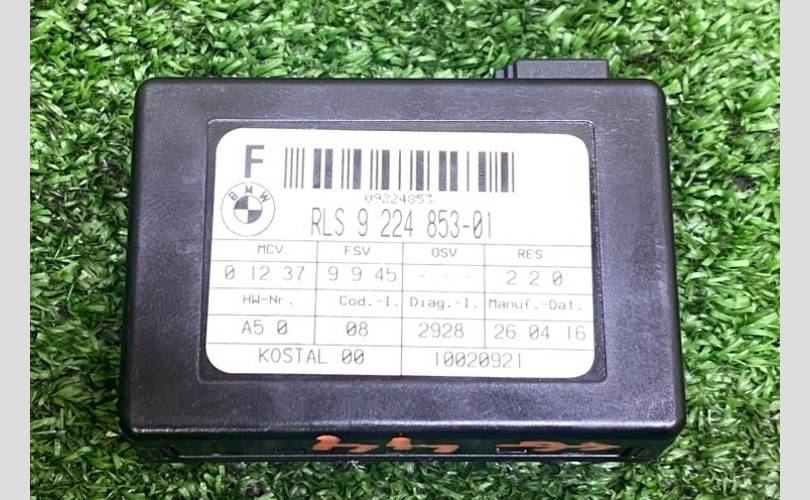 F
09224853
BMW
RLS 9 224 853-01
MCV FSV OSV RES
0 12 37 9 9 45 - - - 2 2 0
HW-Nr. Cod.-I. Diag.-I. Manuf.-Dat.
A5 0 08 2928 26 04 16
KOSTAL 00 10020921